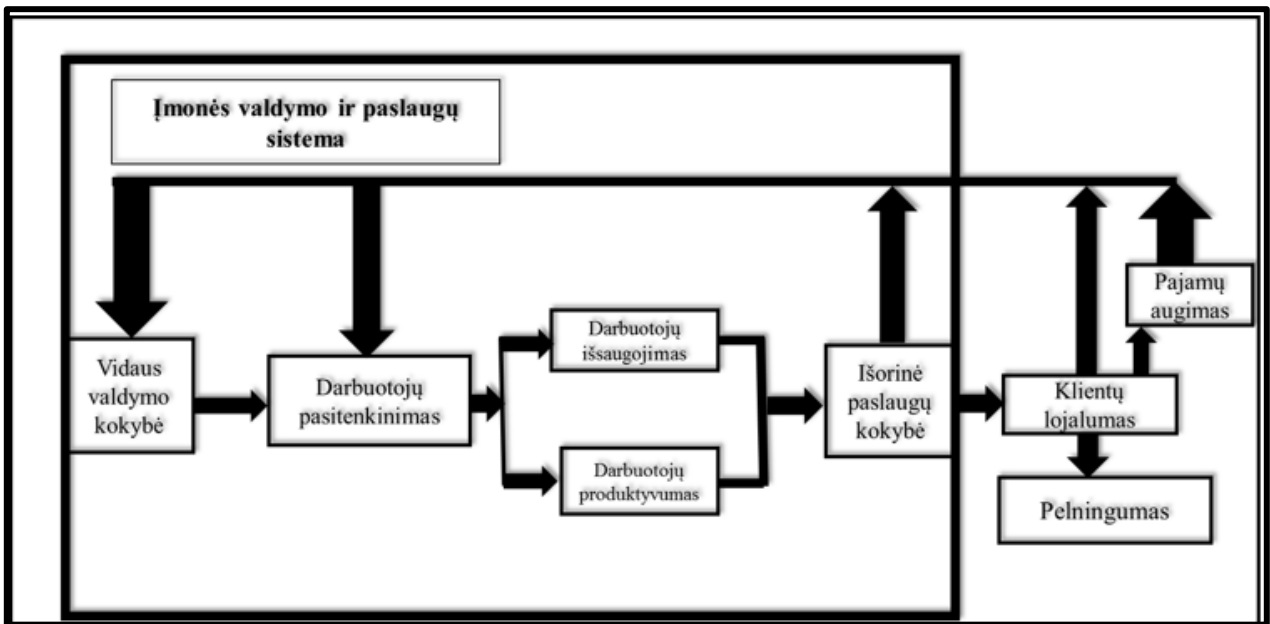 Įmonės valdymo ir paslaugų
sistema
Vidaus
valdymo
kokybė
Darbuotojų
pasitenkinimas
Darbuotojų
išsaugojimas
Darbuotojų
produktyvumas
Išorinė
paslaugų
kokybė
Klientų
lojalumas
Pajamų
augimas
Pelningumas